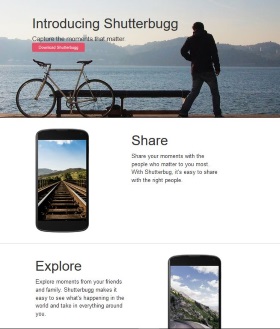 Introducing Shutterbugg
Capture the moments that matter.
Download Shutterbugg
Share
Share your moments with the
people who matter to you most.
With Shutterbug, it's easy to share
with the right people.
Explore
Explore moments from your friends
and family. Shutterbugg makes it
easy to see what's happening in the
world and take in everything around
you.